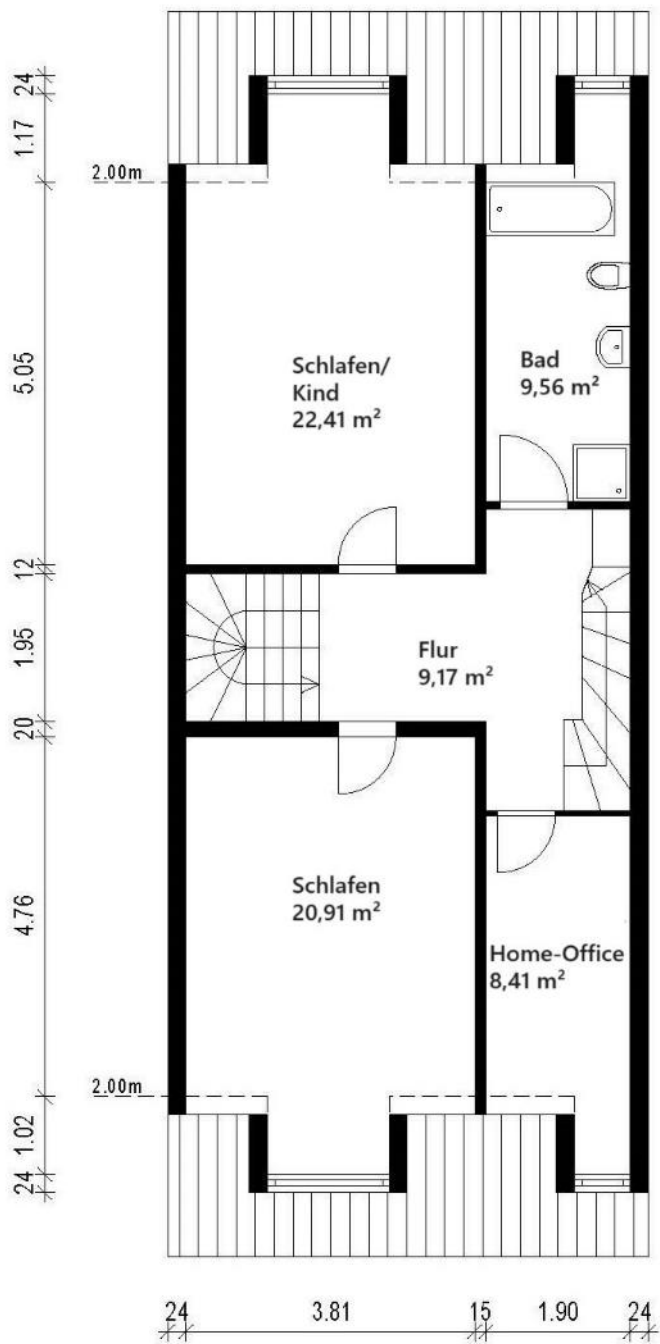 24
1.17
2.00m
5.05
Schlafen/
Kind
22,41 m²
Bad
9,56 m²
12
1.95
Flur
9,17 m²
20
4.76
Schlafen
20,91 m²
Home-Office
8,41 m²
2.00m
1.02
24
24 3.81 15 1.90 24